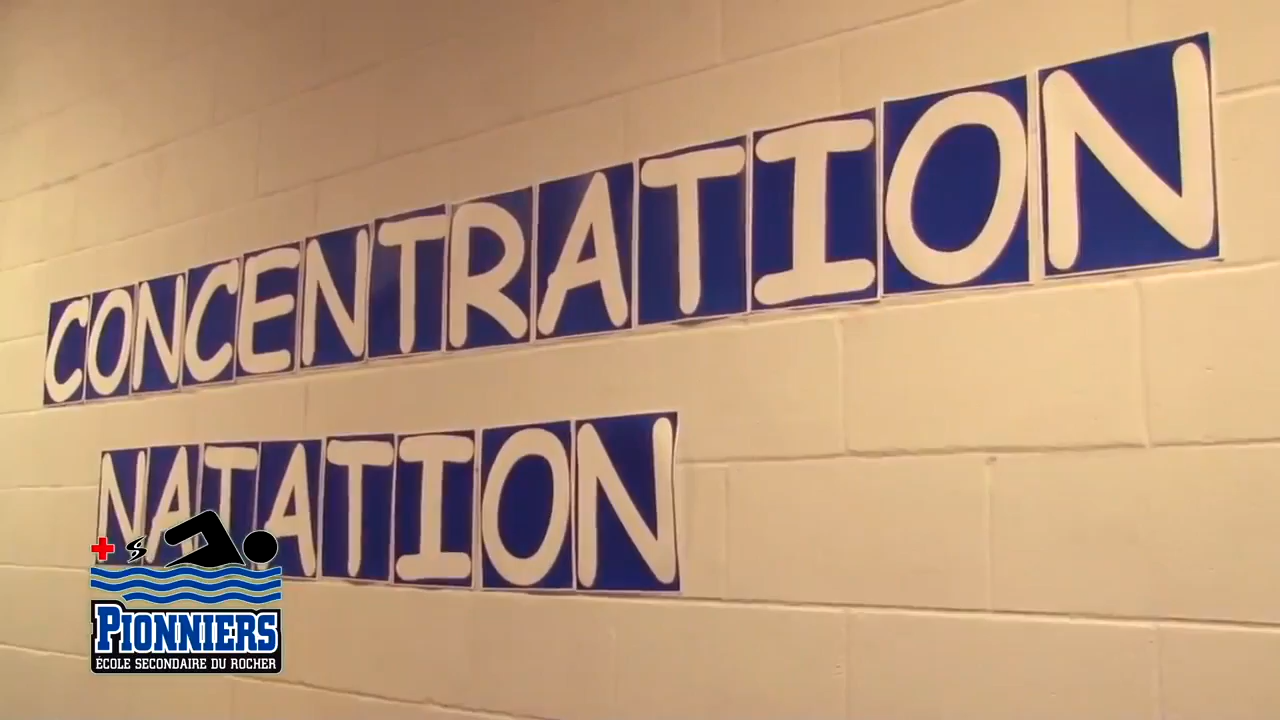 CONCENTRATION
NATATION
PIONNIERS
ÉCOLE SECONDAIRE DU ROCHER